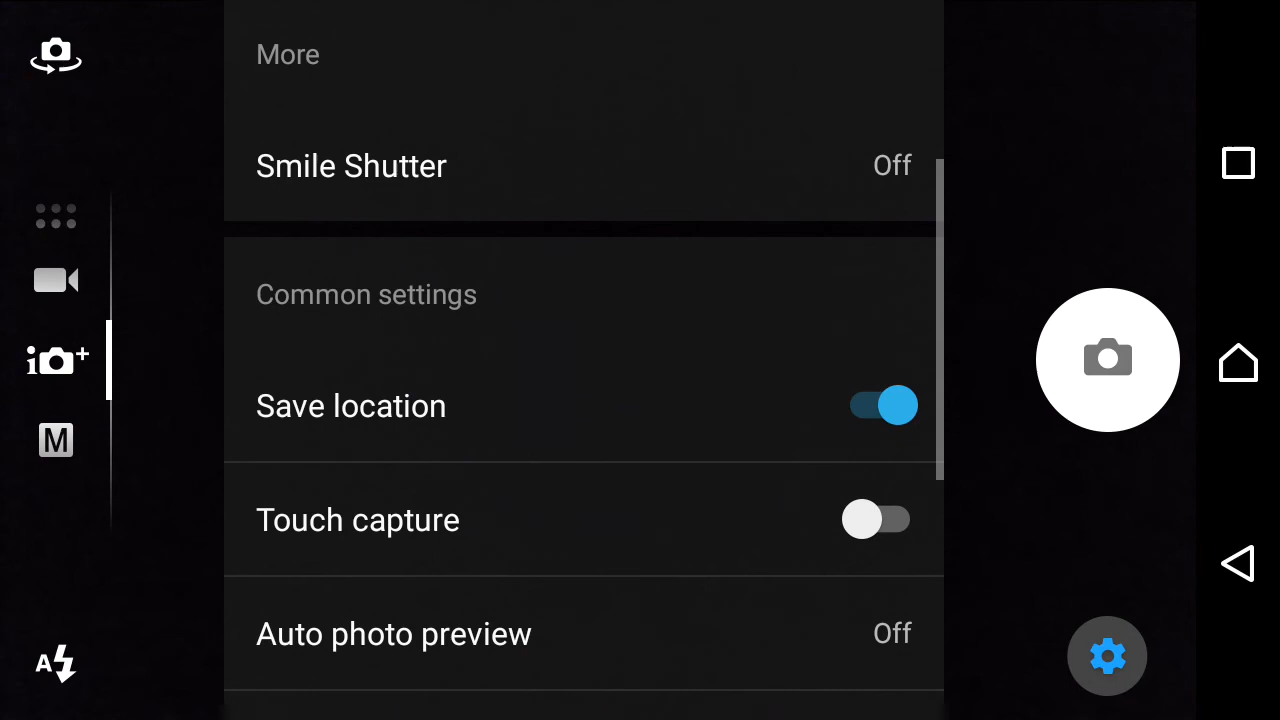 More
Smile Shutter
Off
Common settings
Save location
Touch capture
Auto photo preview
Off
i
+
M
A